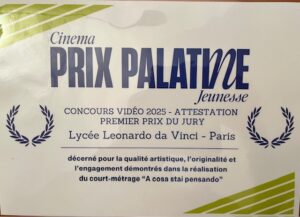 Cinema
PRIX PALATINE
Jeunesse
CONCOURS VIDÉO 2025 - ATTESTATION
PREMIER PRIX DU JURY
Lycée Leonardo da Vinci - Paris
décerné pour la qualité artistique, l'originalité et
l'engagement démontrés dans la réalisation
du court-métrage "A cosa stai pensando"